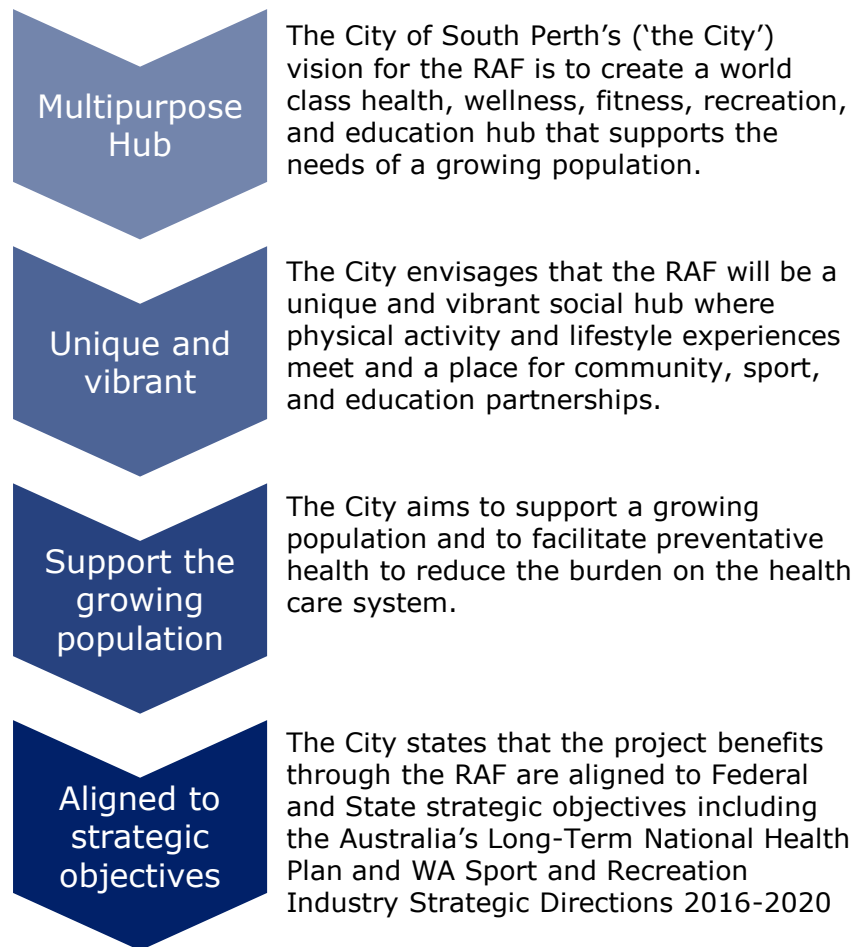 Multipurpose
Hub
The City of South Perth’s (‘the City’)
vision for the RAF is to create a world
class health, wellness, fitness, recreation,
and education hub that supports the
needs of a growing population.
Unique and
vibrant
The City envisages that the RAF will be a
unique and vibrant social hub where
physical activity and lifestyle experiences
meet and a place for community, sport,
and education partnerships.
Support the
growing
population
The City aims to support a growing
population and to facilitate preventative
health to reduce the burden on the health
care system.
Aligned to
strategic
objectives
The City states that the project benefits
through the RAF are aligned to Federal
and State strategic objectives including
the Australia’s Long-Term National Health
Plan and WA Sport and Recreation
Industry Strategic Directions 2016-2020